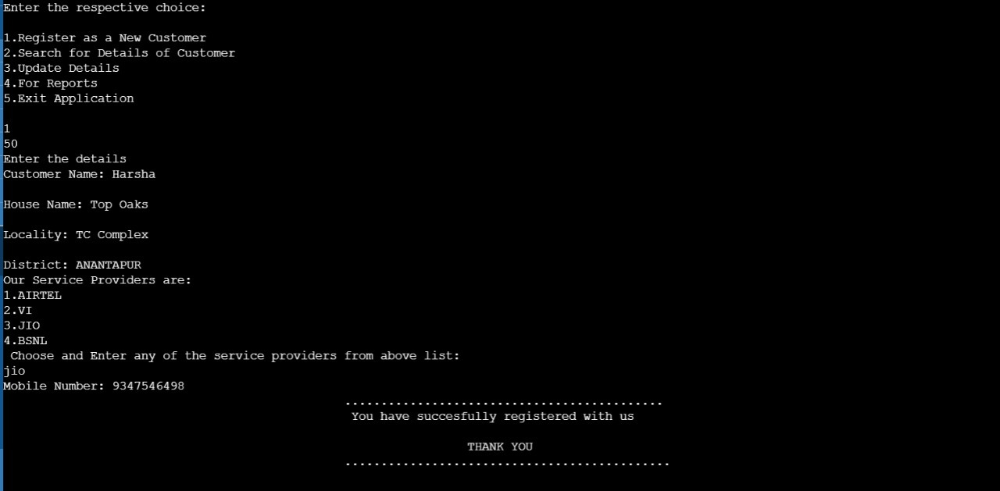 Enter the respective choice:
1.Register as a New Customer
2.Search for Details of Customer
3.Update Details
4.For Reports
5.Exit Application
1
50
Enter the details
Customer Name: Harsha
House Name: Top Oaks
Locality: TC Complex
District: ANANTAPUR
Our Service Providers are:
1.AIRTEL
2.VI
3.JIO
4.BSNL
Choose and Enter any of the service providers from above list:
jio
Mobile Number: 9347546498
............................................
You have succesfully registered with us
THANK YOU
.............................................